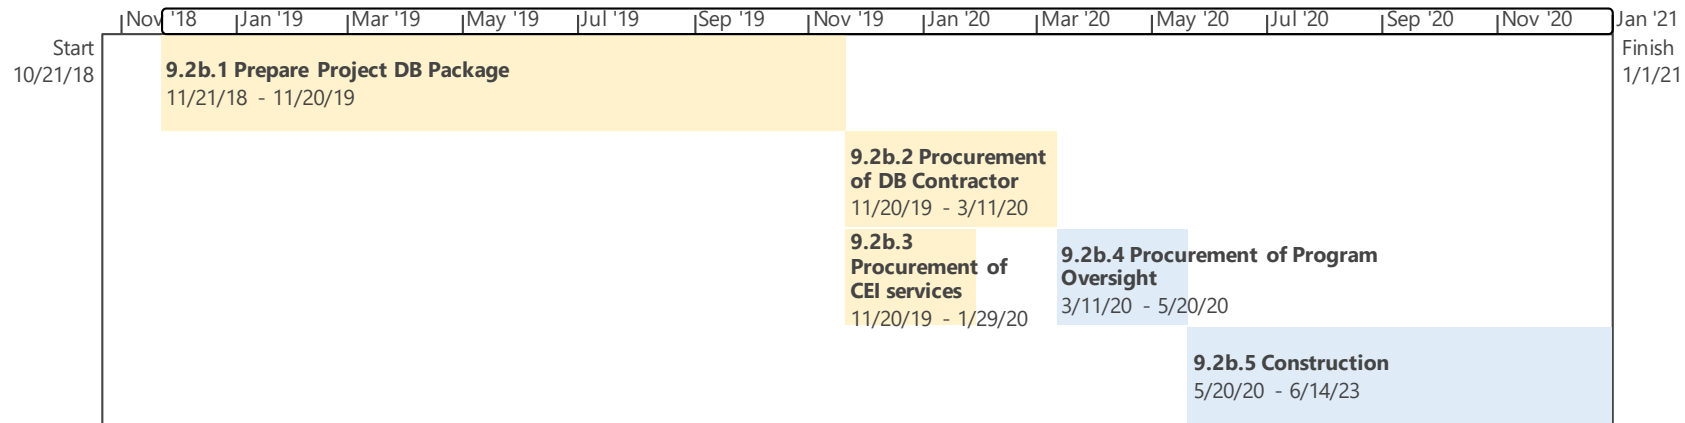 Nov '18 Jan '19 Mar '19 May '19 Jul '19 Sep '19 Nov '19 Jan '20 Mar '20 May '20 Jul '20 Sep '20 Nov '20 Jan '21
Start
10/21/18
Finish
1/1/21
9.2b.1 Prepare Project DB Package
11/21/18 - 11/20/19
9.2b.2 Procurement
of DB Contractor
11/20/19 - 3/11/20
9.2b.3
Procurement of
CEI services
11/20/19 - 1/29/20
9.2b.4 Procurement of Program
Oversight
3/11/20 - 5/20/20
9.2b.5 Construction
5/20/20 - 6/14/23